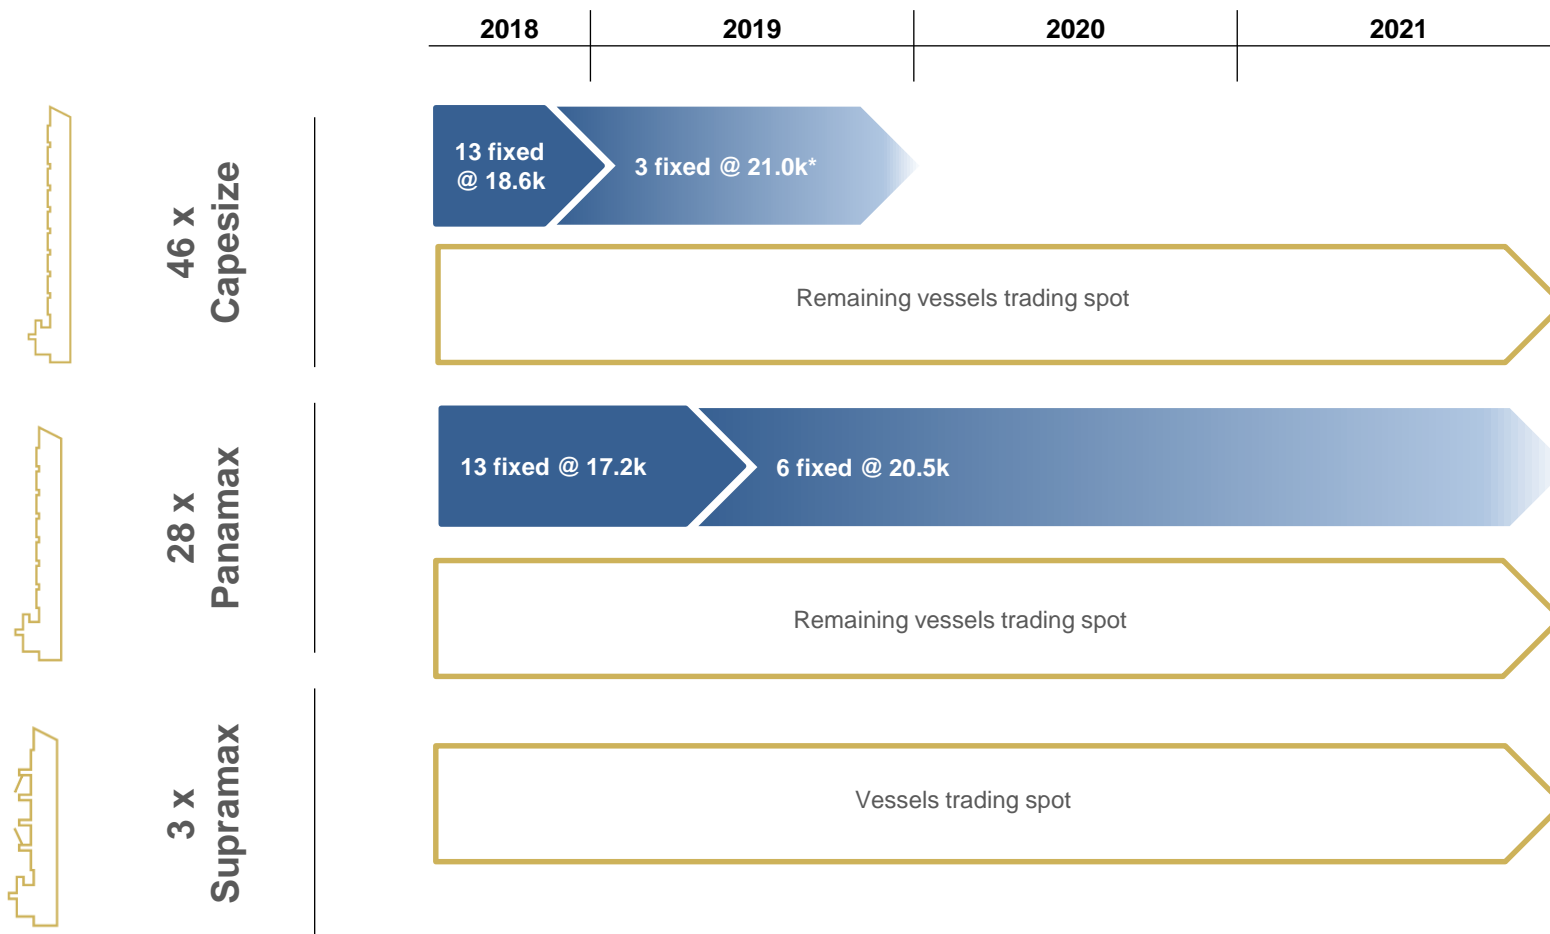 2018
2019
2020
2021
46 x
Capesize
13 fixed
@ 18.6k
3 fixed @ 21.0k*
Remaining vessels trading spot
28 x
Panamax
13 fixed @ 17.2k
6 fixed @ 20.5k
Remaining vessels trading spot
3 x
Supramax
Vessels trading spot